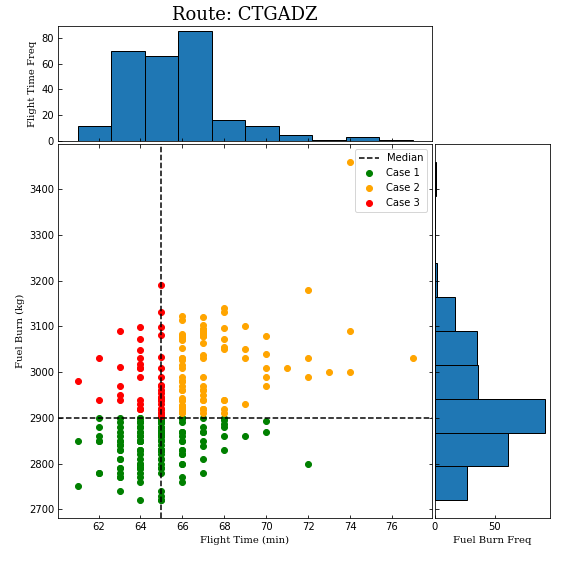 Route: CTGADZ
Flight Time Freq
80
60
40
20
0
Median
Case 1
Case 2
Case 3
Fuel Burn (kg)
3400
3300
3200
3100
3000
2900
2800
2700
62 64 66 68 70 72 74 76
Flight Time (min)
0 50
Fuel Burn Freq